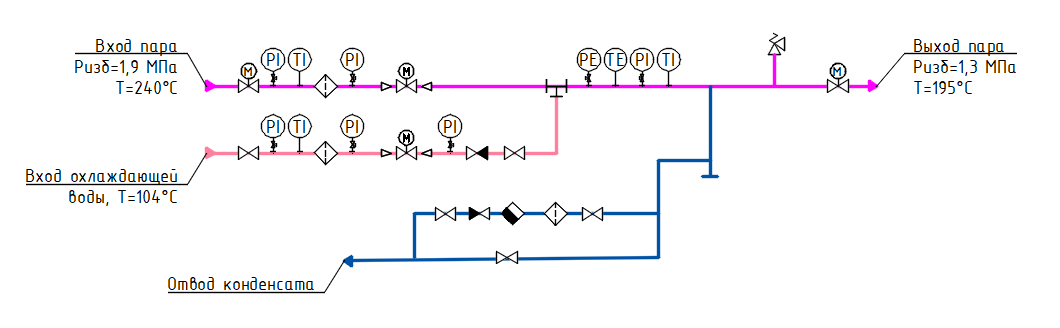 Вход пара
Ризб=1,9 МПа
Т=240°С
М
PI
TI
PI
М
PE
TE
PI
TI
М
Выход пара
Ризб=1,3 МПа
Т=195°С
PI
TI
PI
М
PI
Вход охлаждающей
воды, Т=104°С
Отвод конденсата